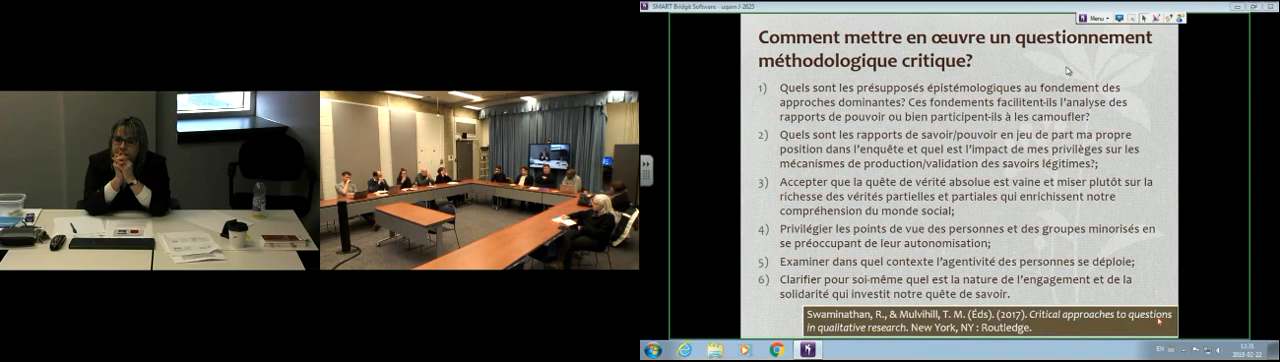 SMART Bridgit Software - uqam J-2625
Menu
Comment mettre en œuvre un questionnement
méthodologique critique?
1) Quels sont les présupposés épistémologiques au fondement des
approches dominantes? Ces fondements facilitent-ils l'analyse des
rapports de pouvoir ou bien participent-ils à les camoufler?
2) Quels sont les rapports de savoir/pouvoir en jeu de part ma propre
position dans l'enquête et quel est l'impact de mes privilèges sur les
mécanismes de production/validation des savoirs légitimes?;
3) Accepter que la quête de vérité absolue est vaine et miser plutôt sur la
richesse des vérités partielles et partiales qui enrichissent notre
compréhension du monde social;
4) Privilégier les points de vue des personnes et des groupes minorisés en
se préoccupant de leur autonomisation;
5) Examiner dans quel contexte l'agentivité des personnes se déploie;
6) Clarifier pour soi-même quel est la nature de l'engagement et de la
solidarité qui investit notre quête de savoir.
Swaminathan, R., & Mulvihill, T. M. (Éds). (2017). Critical approaches to questions
in qualitative research. New York, NY : Routledge.
EN
2019-02-22